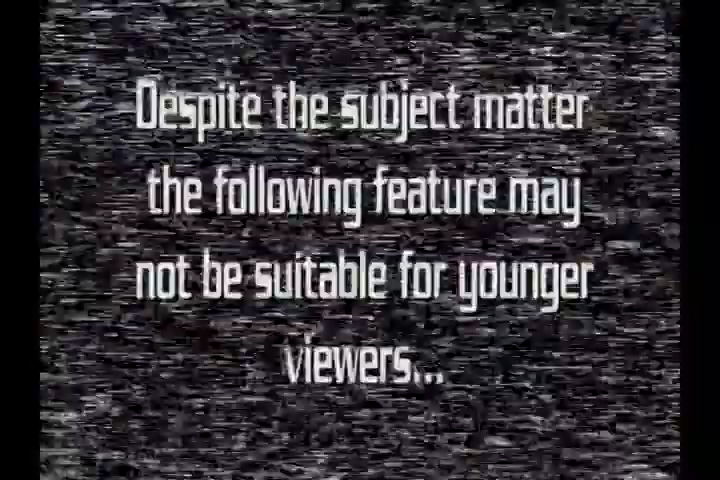 Despite the subject matter
the following feature may
not be suitable for younger
viewers...